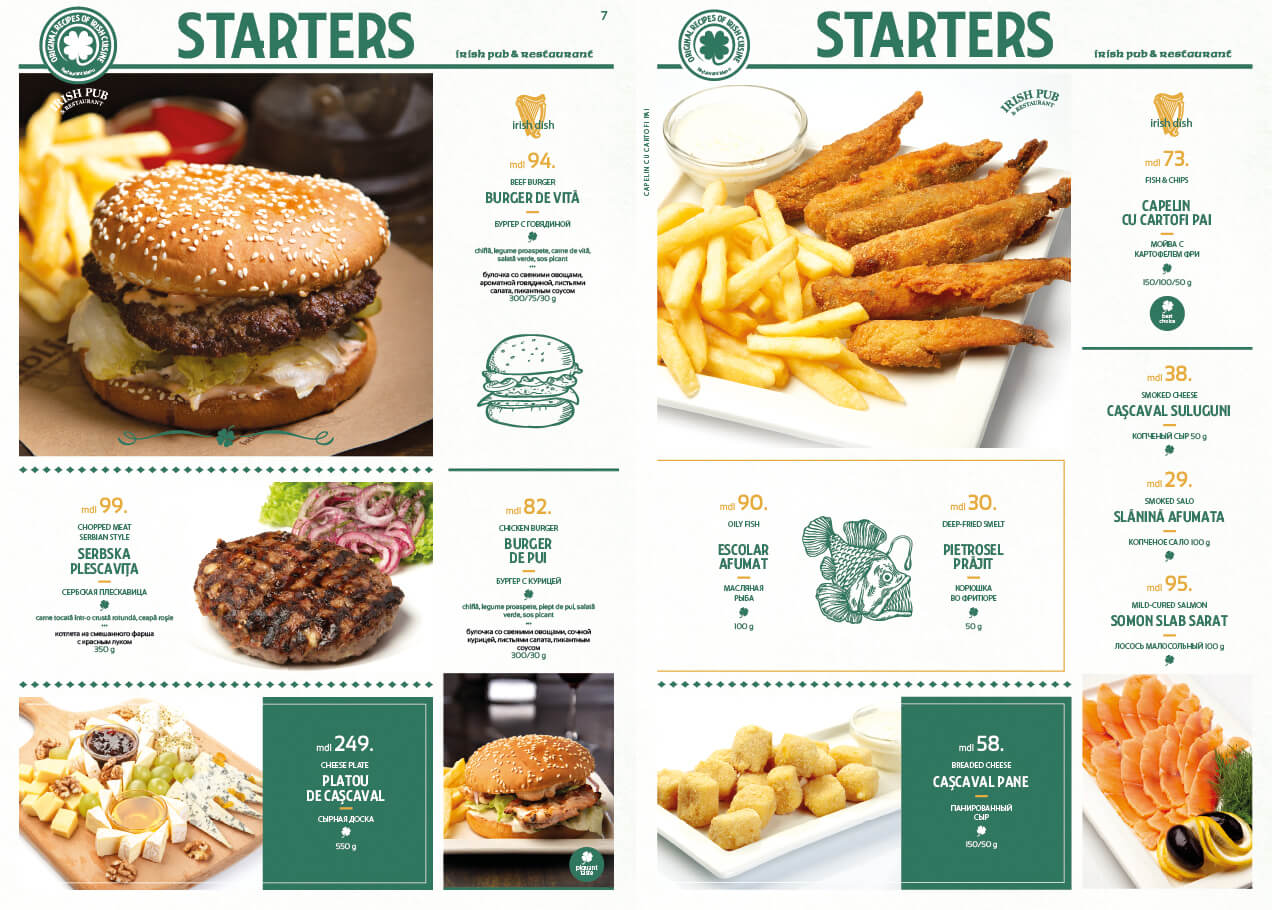 ORIGINAL RECIPES OF IRISH CUISINE
STARTERS
7
irish pub & restaurant
IRISH PUB
& RESTAURANT
irish dish
mdl 94.
BEEF BURGER
BURGER DE VITĂ
БУРГЕР С ГОВЯДИНОЙ
chiflă, legume proaspete, carne de vită,
salată verde, sos picant
***
булочка со свежими овощами,
ароматной говядиной, листьями
салата, пикантным соусом
300/75/30 g
mdl 99.
CHOPPED MEAT
SERBIAN STYLE
SERBSKA
PLESCAVIȚA
СЕРБСКАЯ ПЛЕСКАВИЦА
carne tocată într-o crustă rotundă, ceapă roșie
***
котлета из смешанного фарша
с красным луком
350 g
mdl 82.
CHICKEN BURGER
BURGER
DE PUI
БУРГЕР С КУРИЦЕЙ
chiflă, legume proaspete, piept de pui, salată
verde, sos picant
***
булочка со свежими овощами, сочной
курицей, листьями салата, пикантным
соусом
300/30 g
mdl 249.
CHEESE PLATE
PLATOU
DE CAȘCAVAL
СЫРНАЯ ДОСКА
550 g
piquant
taste
ORIGINAL RECIPES OF IRISH CUISINE
STARTERS
irish pub & restaurant
CAPELIN CU CARTOFI PAI
IRISH PUB
& RESTAURANT
irish dish
mdl 73.
FISH & CHIPS
CAPELIN
CU CARTOFI PAI
МОЙВА С
КАРТОФЕЛЕМ ФРИ
150/100/50 g
best
choice
mdl 38.
SMOKED CHEESE
CAȘCAVAL SULUGUNI
КОПЧЕНЫЙ СЫР 50 g
mdl 29.
SMOKED SALO
SLĂNINĂ AFUMATA
КОПЧЕНОЕ САЛО 100 g
mdl 95.
MILD-CURED SALMON
SOMON SLAB SARAT
ЛОСОСЬ МАЛОСОЛЬНЫЙ 100 g
mdl 90.
OILY FISH
ESCOLAR
AFUMAT
МАСЛЯНАЯ
РЫБА
100 g
mdl 30.
DEEP-FRIED SMELT
PIETROSEL
PRĂJIT
КОРЮШКА
ВО ФРИТЮРЕ
50 g
mdl 58.
BREADED CHEESE
CAȘCAVAL PANE
ПАНИРОВАННЫЙ
СЫР
150/50 g